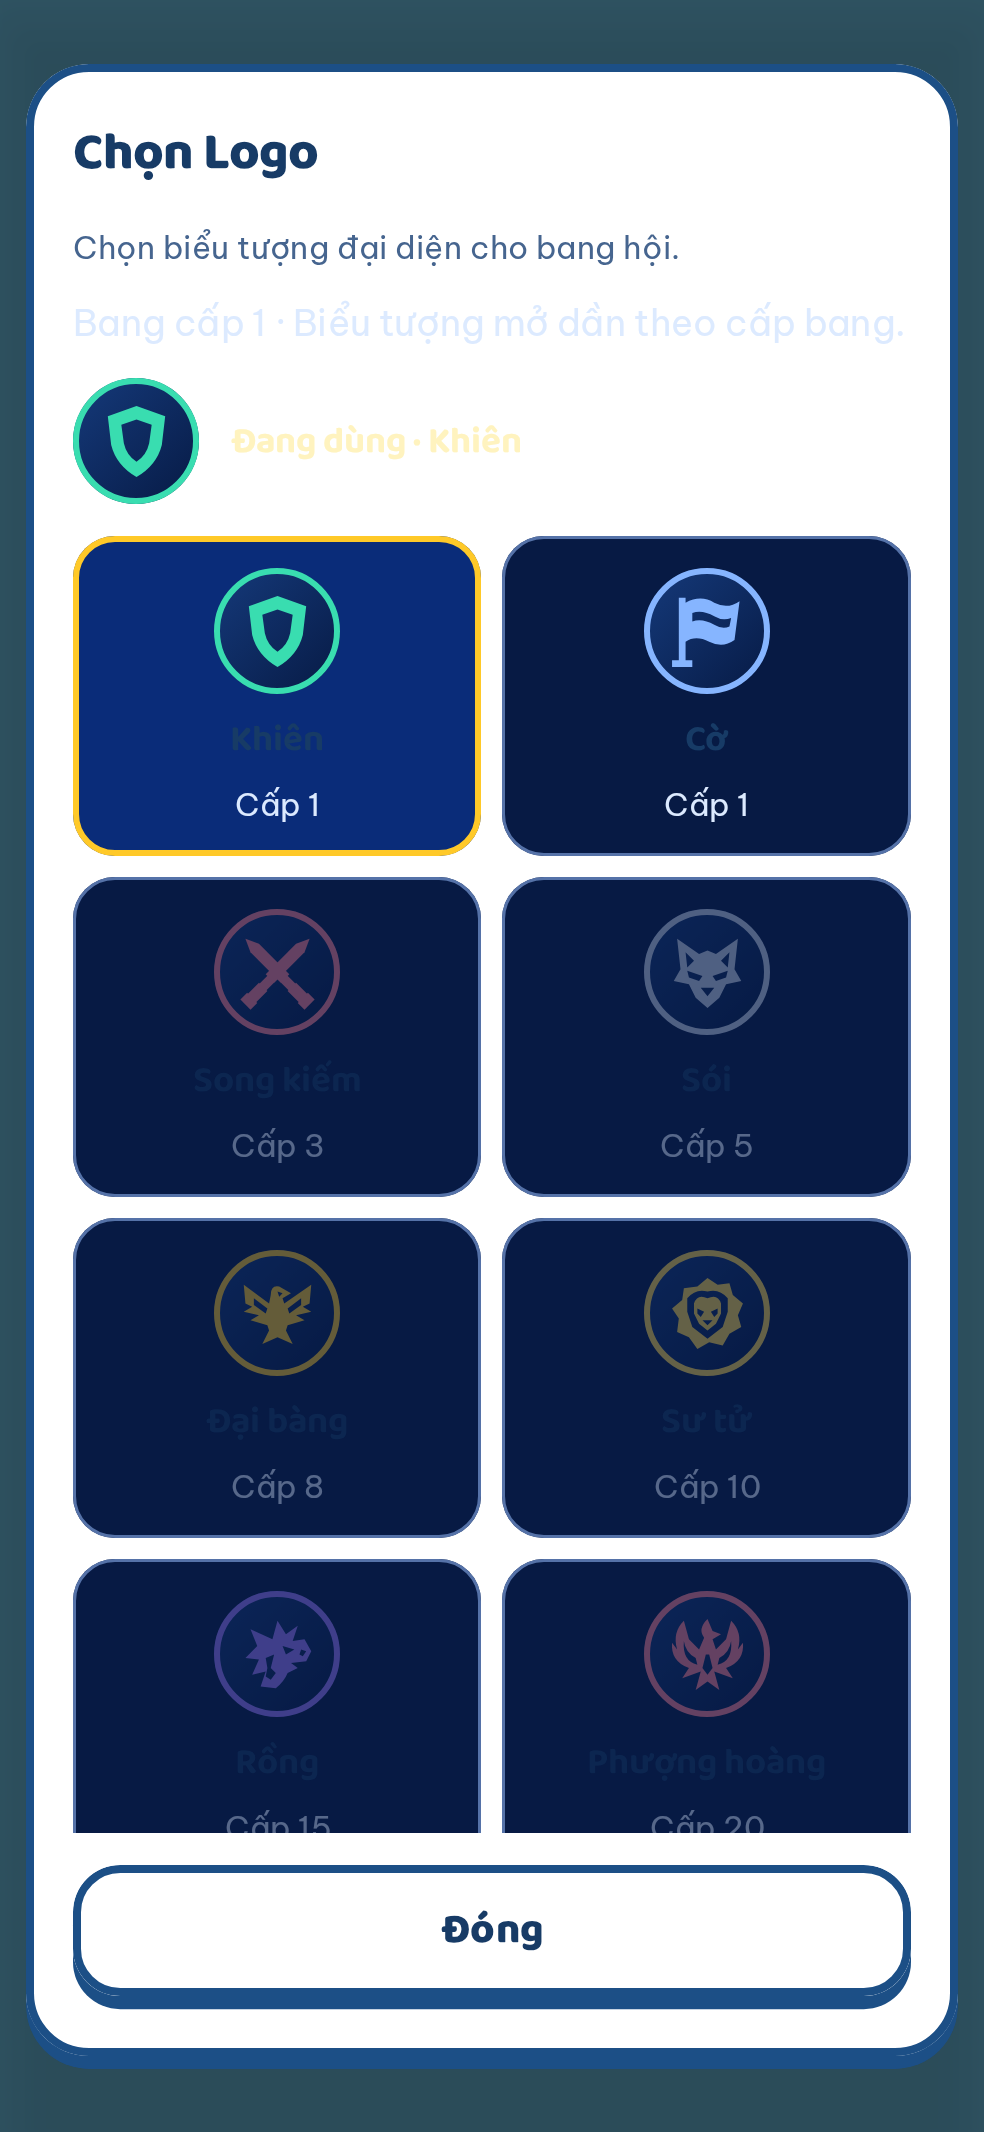 Chọn Logo
Chọn biểu tượng đại diện cho bang hội.
Bang cấp 1 · Biểu tượng mở dần theo cấp bang.
Đang dùng · Khiên
Khiên
Cấp 1
Cờ
Cấp 1
Song kiếm
Cấp 3
Sói
Cấp 5
Đại bàng
Cấp 8
Sư tử
Cấp 10
Rồng
Cấp 15
Phượng hoàng
Cấp 20
Đóng